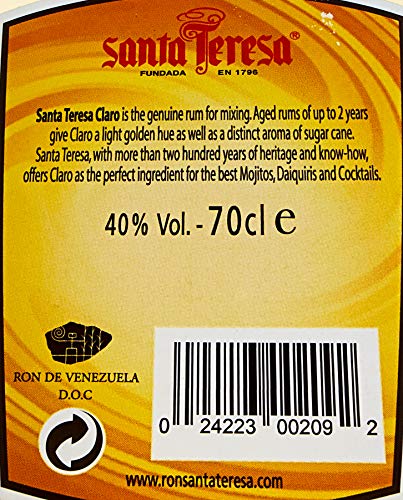 Santa Teresa®
FUNDADA EN 1796
Santa Teresa Claro is the genuine rum for mixing. Aged rums of up to 2 years
give Claro a light golden hue as well as a distinct aroma of sugar cane.
Santa Teresa, with more than two hundred years of heritage and know-how,
offers Claro as the perfect ingredient for the best Mojitos, Daiquiris and Cocktails.
40% Vol. - 70cl e
RON DE VENEZUELA
D.O.C
0 24223 00209 2
www.ronsantateresa.com